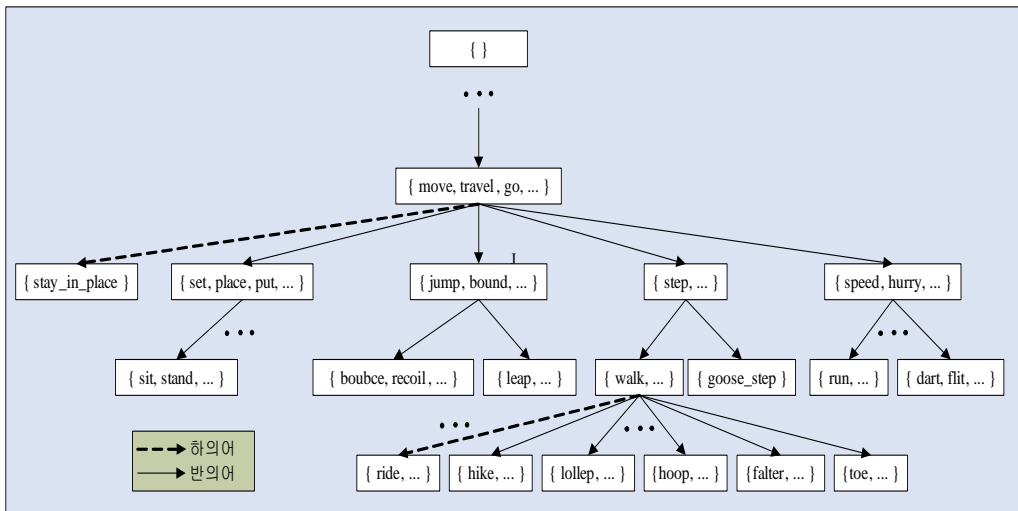 { }
...
{ move, travel, go, ... }
{ stay_in_place } { set, place, put, ... } { jump, bound, ... } { step, ... } { speed, hurry, ... }
... ...
{ sit, stand, ... } { boubce, recoil, ... } { leap, ... } { walk, ... } { goose_step } { run, ... } { dart, flit, ... }
... ...
하의어
반의어
{ ride, ... } { hike, ... } { lollep, ... } {hoop, ... } {falter, ... } {toe, ... }